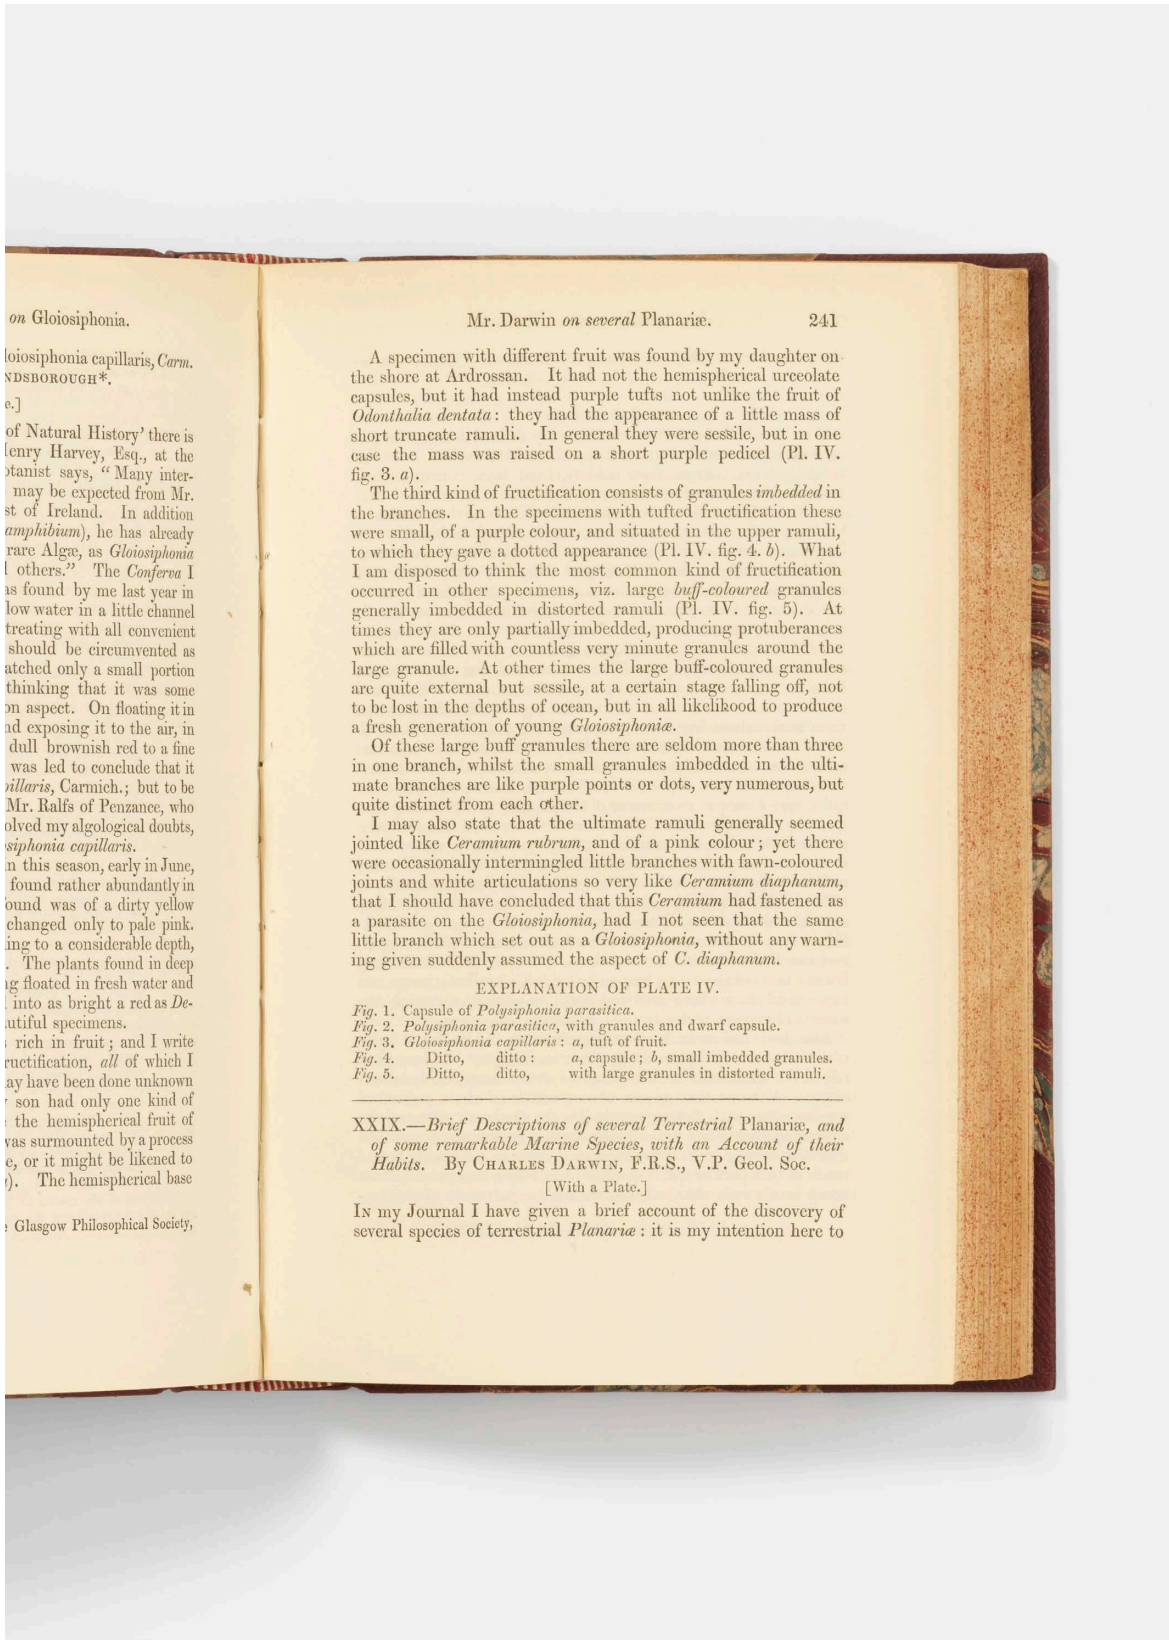 on Gloiosiphonia.
loiosiphonia capillaris, Carm.
NDSBOROUGH*.
e.]
of Natural History' there is
enry Harvey, Esq., at the
otanist says, “ Many inter-
may be expected from Mr.
st of Ireland. In addition
amphibium), he has already
rare Algæ, as Gloiosiphonia
l others.” The Conferva I
as found by me last year in
low water in a little channel
treating with all convenient
should be circumvented as
atched only a small portion
thinking that it was some
on aspect. On floating it in
nd exposing it to the air, in
dull brownish red to a fine
was led to conclude that it
pillaris, Carmich.; but to be
Mr. Ralfs of Penzance, who
olved my algological doubts,
siphonia capillaris.
n this season, early in June,
found rather abundantly in
ound was of a dirty yellow
changed only to pale pink.
ing to a considerable depth,
. The plants found in deep
ng floated in fresh water and
into as bright a red as De-
utiful specimens.
rich in fruit; and I write
ructification, all of which I
ay have been done unknown
son had only one kind of
the hemispherical fruit of
was surmounted by a process
e, or it might be likened to
). The hemispherical base
Glasgow Philosophical Society,
Mr. Darwin on several Planariæ. 241
A specimen with different fruit was found by my daughter on
the shore at Ardrossan. It had not the hemispherical urceolate
capsules, but it had instead purple tufts not unlike the fruit of
Odonthalia dentata: they had the appearance of a little mass of
short truncate ramuli. In general they were sessile, but in one
case the mass was raised on a short purple pedicel (Pl. IV.
fig. 3. a).
The third kind of fructification consists of granules imbedded in
the branches. In the specimens with tufted fructification these
were small, of a purple colour, and situated in the upper ramuli,
to which they gave a dotted appearance (Pl. IV. fig. 4. b). What
I am disposed to think the most common kind of fructification
occurred in other specimens, viz. large buff-coloured granules
generally imbedded in distorted ramuli (Pl. IV. fig. 5). At
times they are only partially imbedded, producing protuberances
which are filled with countless very minute granules around the
large granule. At other times the large buff-coloured granules
are quite external but sessile, at a certain stage falling off, not
to be lost in the depths of ocean, but in all likelihood to produce
a fresh generation of young Gloiosiphoniæ.
Of these large buff granules there are seldom more than three
in one branch, whilst the small granules imbedded in the ulti-
mate branches are like purple points or dots, very numerous, but
quite distinct from each other.
I may also state that the ultimate ramuli generally seemed
jointed like Ceramium rubrum, and of a pink colour; yet there
were occasionally intermingled little branches with fawn-coloured
joints and white articulations so very like Ceramium diaphanum,
that I should have concluded that this Ceramium had fastened as
a parasite on the Gloiosiphonia, had I not seen that the same
little branch which set out as a Gloiosiphonia, without any warn-
ing given suddenly assumed the aspect of C. diaphanum.
EXPLANATION OF PLATE IV.
Fig. 1. Capsule of Polysiphonia parasitica.
Fig. 2. Polysiphonia parasitica, with granules and dwarf capsule.
Fig. 3. Gloiosiphonia capillaris: a, tuft of fruit.
Fig. 4. Ditto, ditto: a, capsule; b, small imbedded granules.
Fig. 5. Ditto, ditto, with large granules in distorted ramuli.
XXIX.—Brief Descriptions of several Terrestrial Planariæ, and
of some remarkable Marine Species, with an Account of their
Habits. By CHARLES DARWIN, F.R.S., V.P. Geol. Soc.
[With a Plate.]
IN my Journal I have given a brief account of the discovery of
several species of terrestrial Planariæ: it is my intention here to